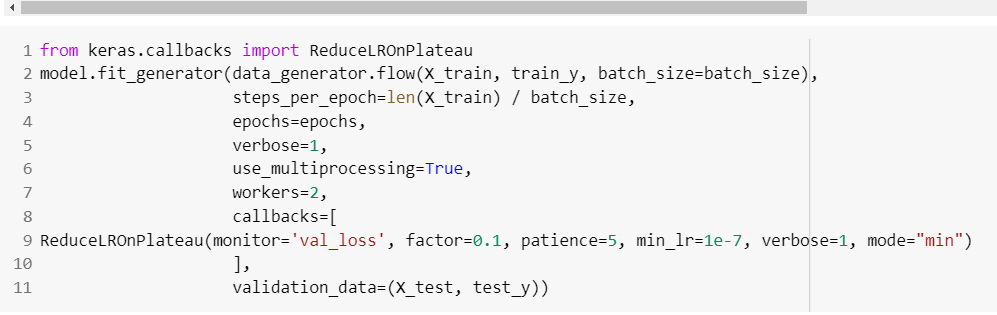 1 from keras.callbacks import ReduceLROnPlateau
2 model.fit_generator(data_generator.flow(X_train, train_y, batch_size=batch_size),
3 steps_per_epoch=len(X_train) / batch_size,
4 epochs=epochs,
5 verbose=1,
6 use_multiprocessing=True,
7 workers=2,
8 callbacks=[
9 ReduceLROnPlateau(monitor='val_loss', factor=0.1, patience=5, min_lr=1e-7, verbose=1, mode="min")
10 ],
11 validation_data=(X_test, test_y))